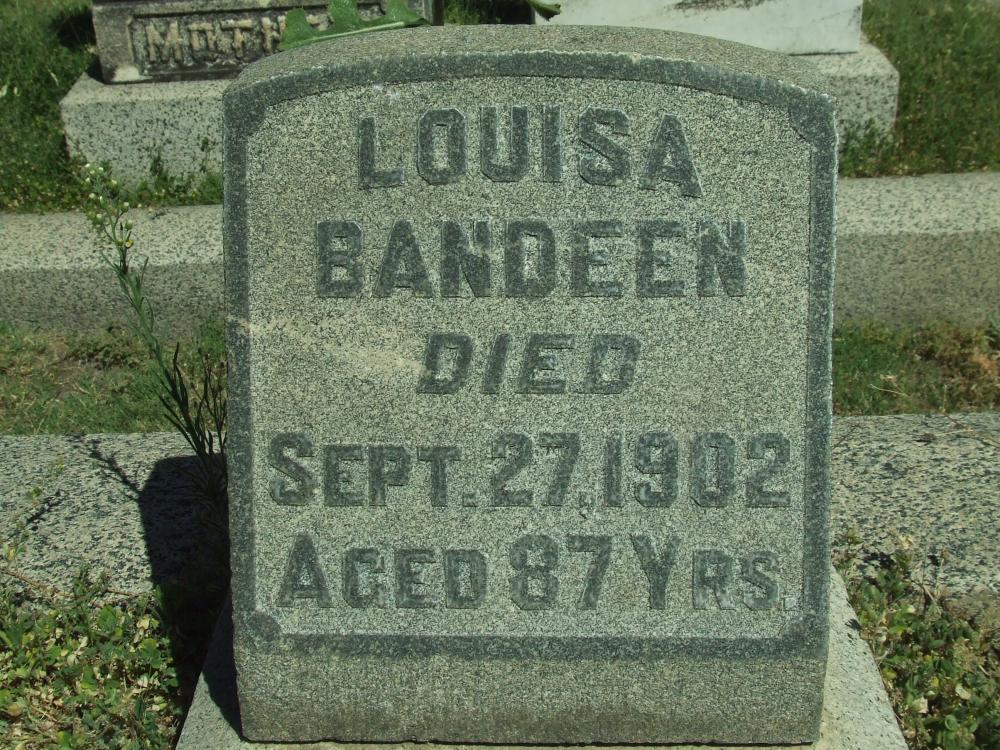 LOUISA
BANDEEN
DIED
SEPT. 27, 1902
AGED 87 YRS.